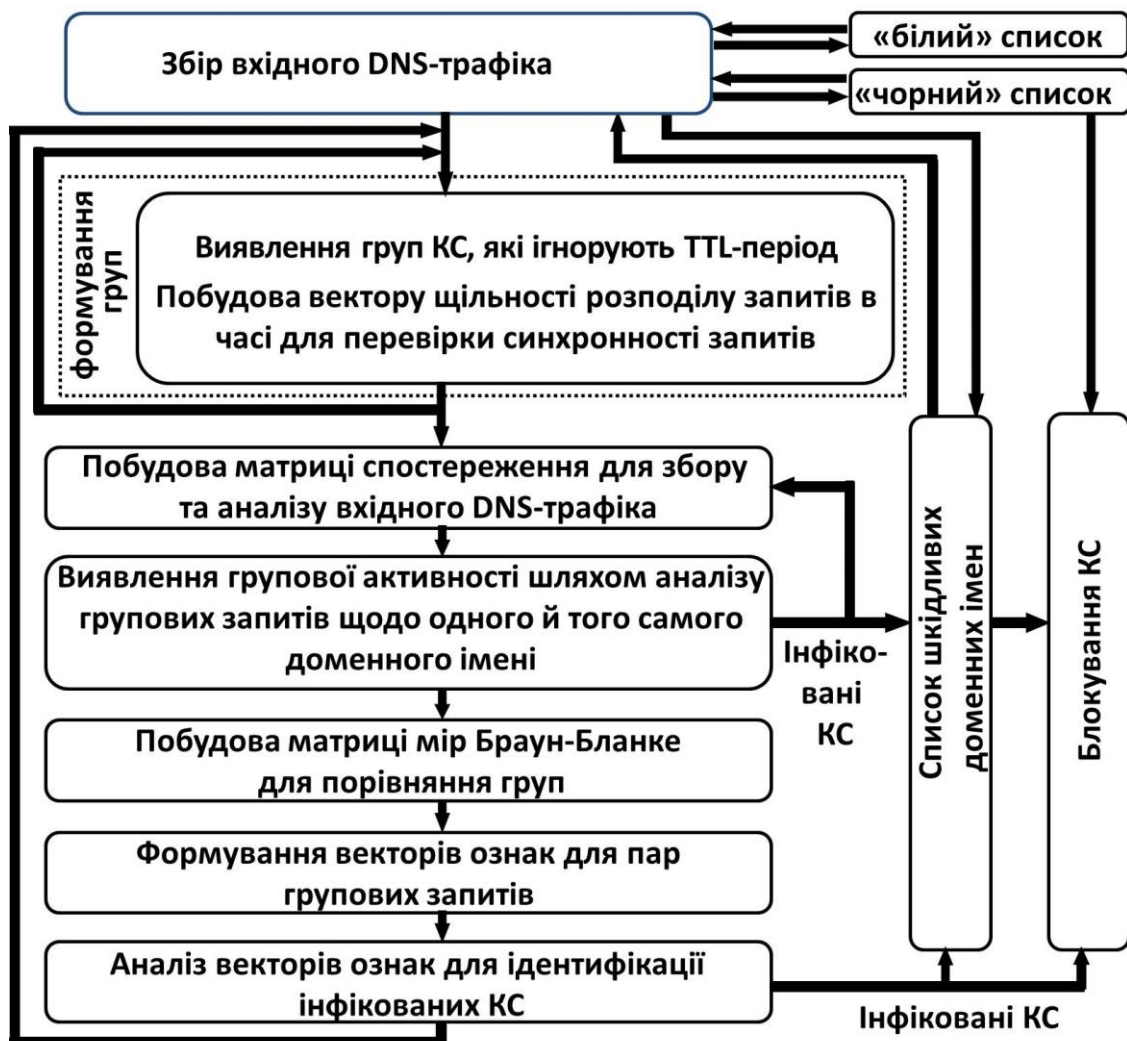 Збір вхідного DNS-трафіка
«білий» список
«чорний» список
формування
груп
Виявлення груп КС, які ігнорують TTL-період
Побудова вектору щільності розподілу запитів в
часі для перевірки синхронності запитів
Побудова матриці спостереження для збору
та аналізу вхідного DNS-трафіка
Виявлення групової активності шляхом аналізу
групових запитів щодо одного й того самого
доменного імені
Інфіко-
вані
КС
Список шкідливих
доменних імен
Блокування КС
Побудова матриці мір Браун-Бланке
для порівняння груп
Формування векторів ознак для пар
групових запитів
Аналіз векторів ознак для ідентифікації
інфікованих КС
Інфіковані КС